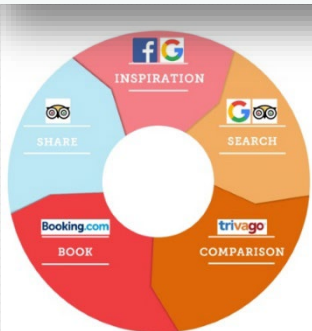 f G
INSPIRATION
G
SEARCH
trivago
COMPARISON
Booking.com
BOOK
SHARE